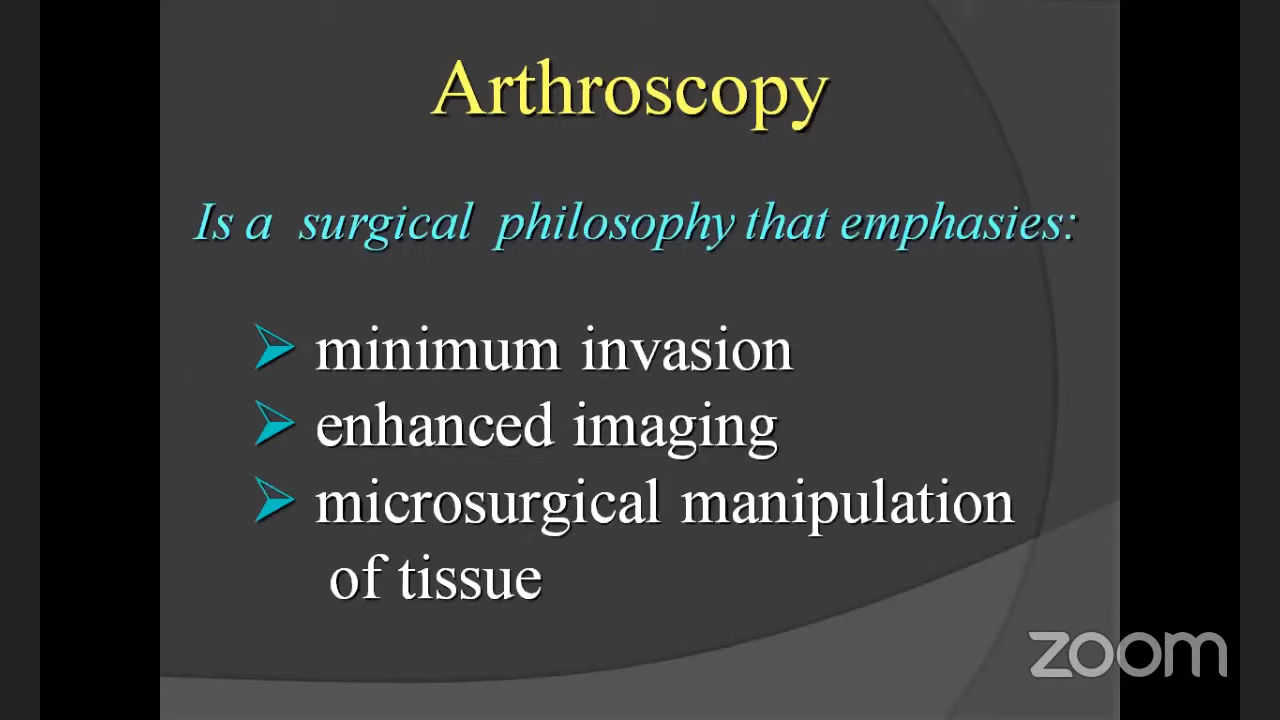 Arthroscopy
Is a surgical philosophy that emphasies:
minimum invasion
enhanced imaging
microsurgical manipulation
of tissue
zoom